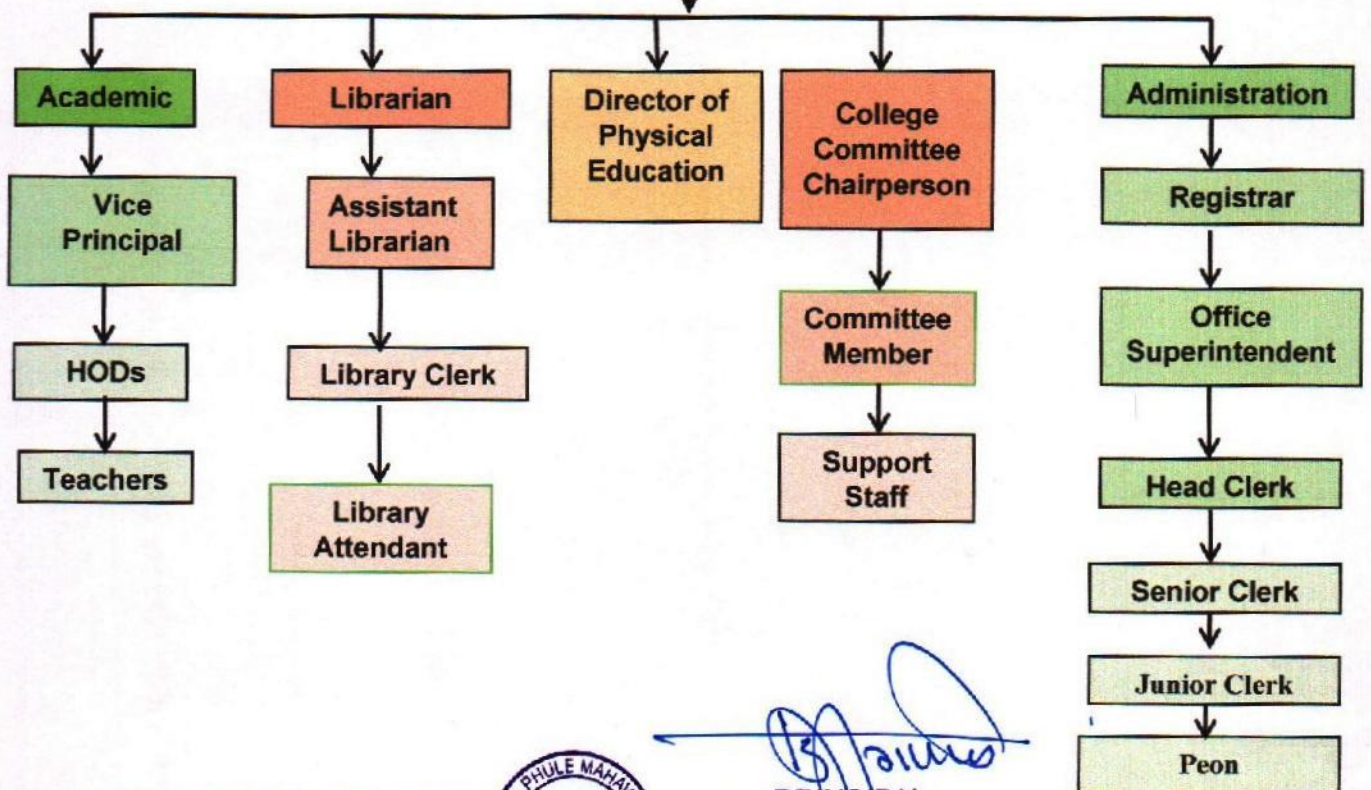 Academic
Librarian
Director of
Physical
Education
College
Committee
Chairperson
Administration
Vice
Principal
Assistant
Librarian
Registrar
Committee
Member
Office
Superintendent
HODs
Library Clerk
Teachers
Support
Staff
Head Clerk
Library
Attendant
Senior Clerk
Junior Clerk
Peon
PHULE